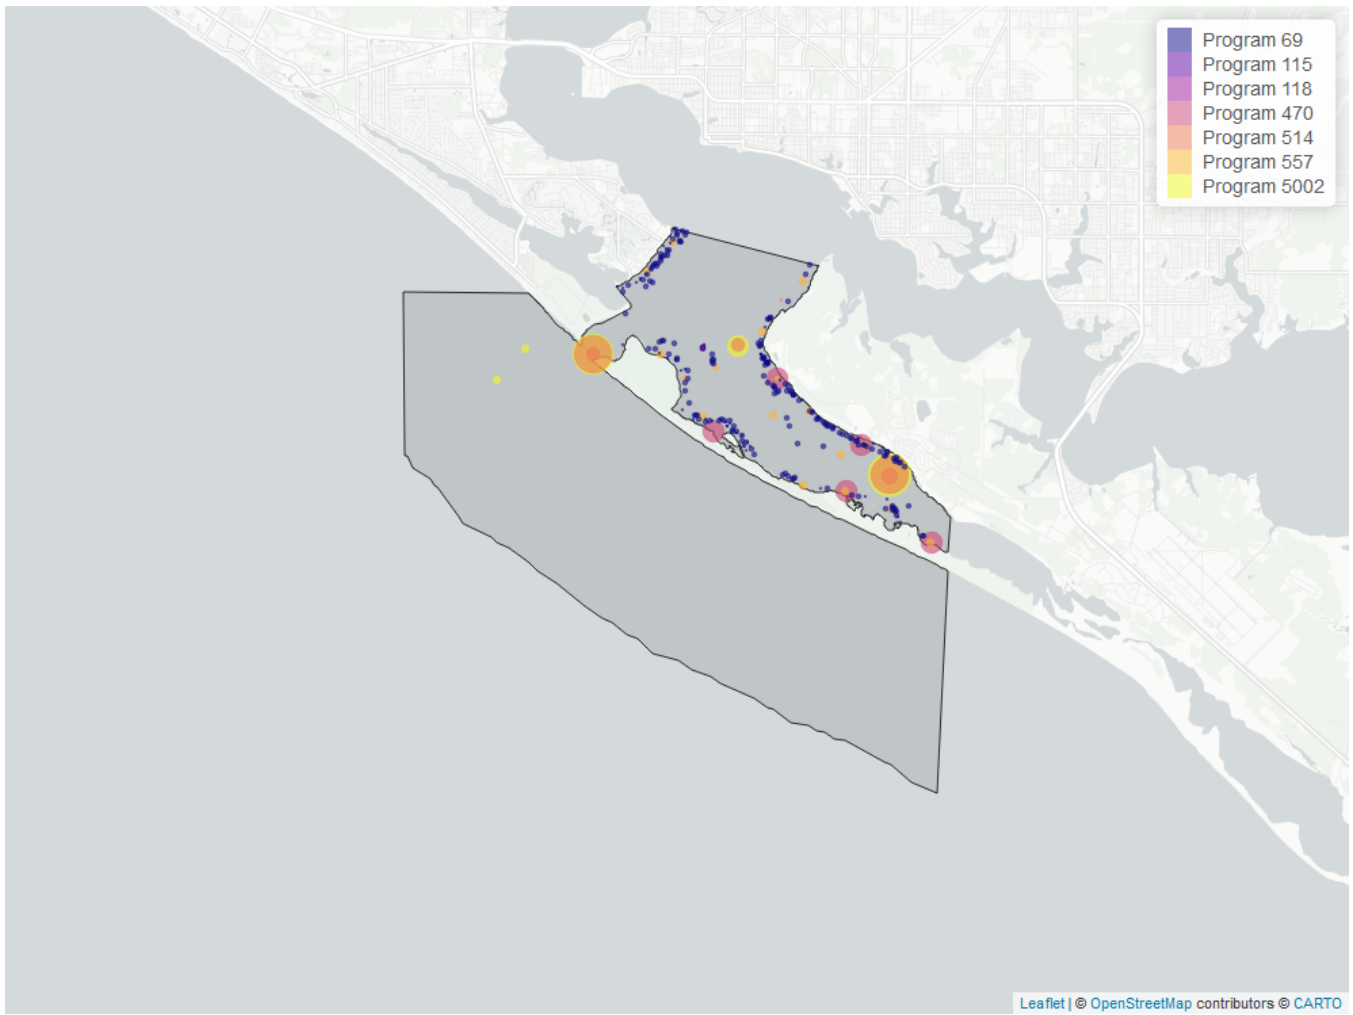 Program 69
Program 115
Program 118
Program 470
Program 514
Program 557
Program 5002
Leaflet | © OpenStreetMap contributors © CARTO